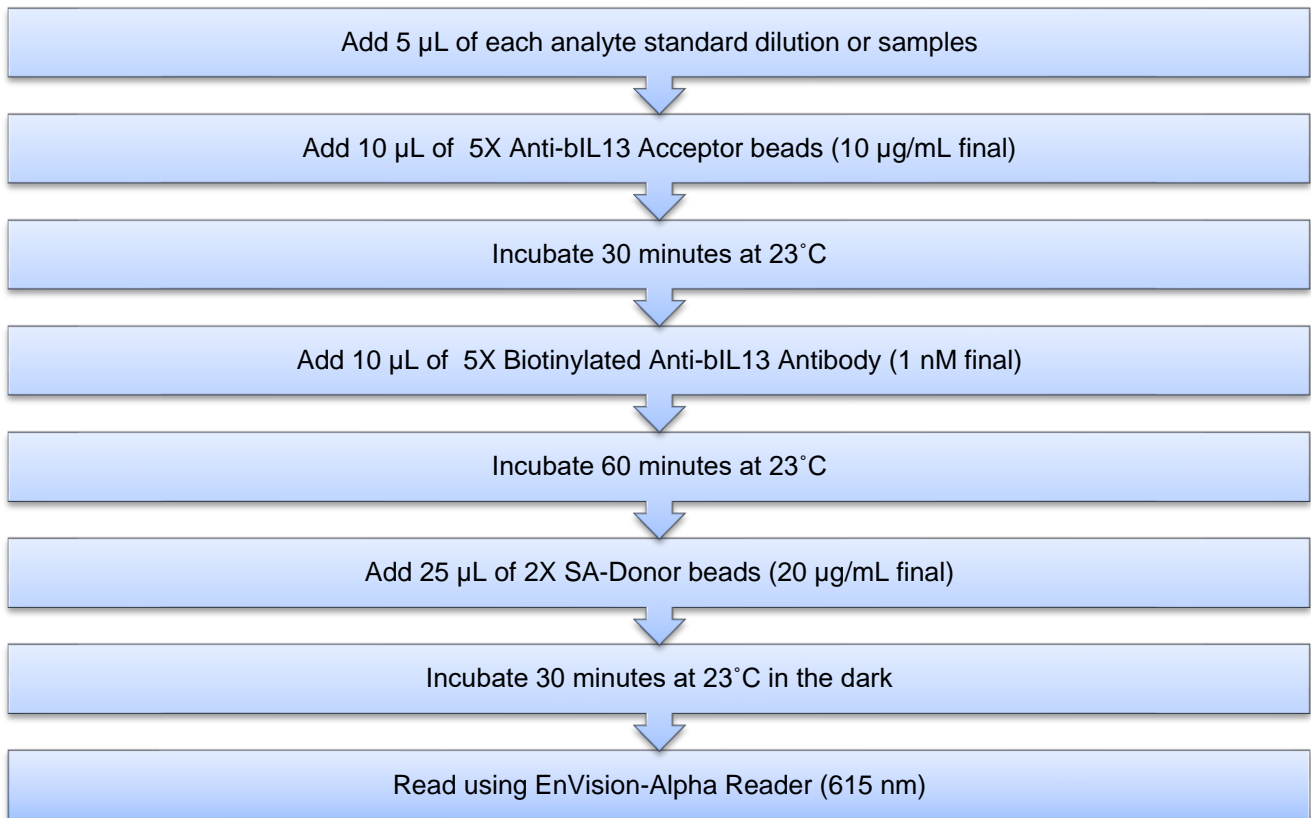 Add 5 µL of each analyte standard dilution or samples
Add 10 µL of  5X Anti-bIL13 Acceptor beads (10 µg/mL final)
Incubate 30 minutes at 23˚C
Add 10 µL of  5X Biotinylated Anti-bIL13 Antibody (1 nM final)
Incubate 60 minutes at 23˚C
Add 25 µL of 2X SA-Donor beads (20 µg/mL final)
Incubate 30 minutes at 23˚C in the dark
Read using EnVision-Alpha Reader (615 nm)